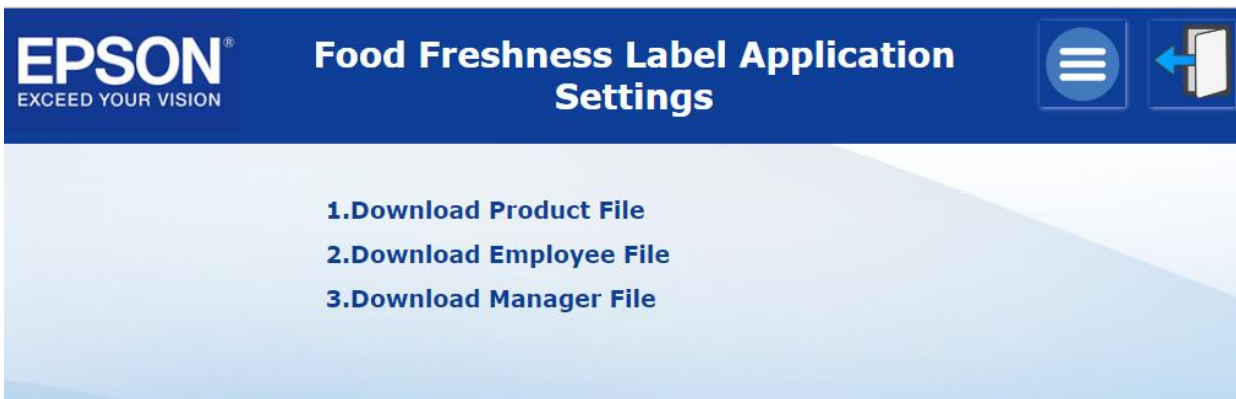 EPSON®
EXCEED YOUR VISION
Food Freshness Label Application
Settings
1.Download Product File
2.Download Employee File
3.Download Manager File